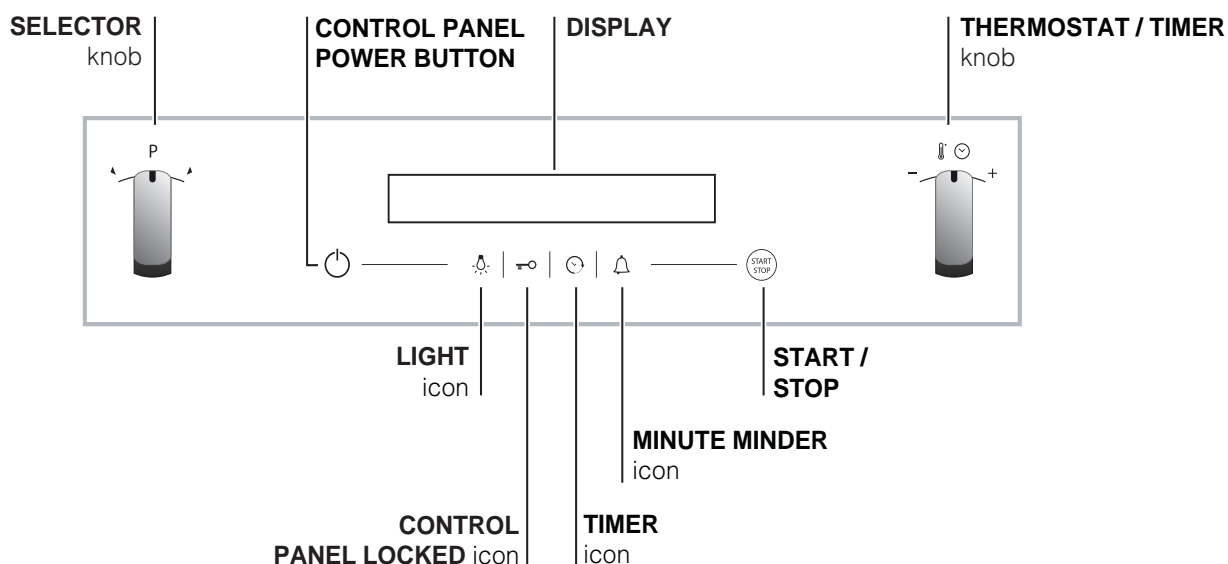 SELECTOR
knob
CONTROL PANEL
POWER BUTTON
DISPLAY
THERMOSTAT / TIMER
knob
P
- +
START
STOP
LIGHT
icon
START /
STOP
MINUTE MINDER
icon
CONTROL
PANEL LOCKED icon
TIMER
icon